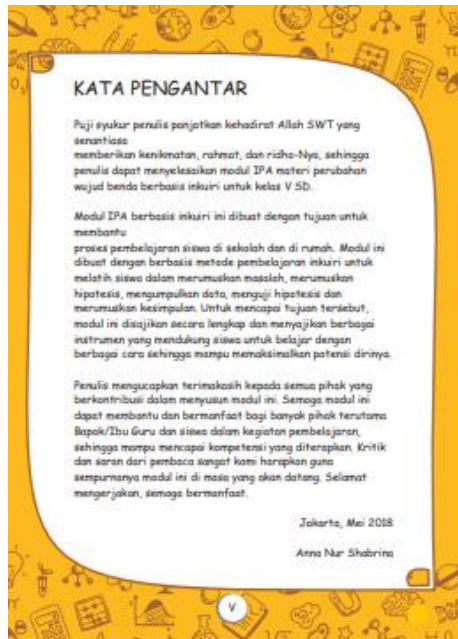 KATA PENGANTAR
Puji syukur penulis panjatkan kehadirat Allah SWT yang
senantiasa
memberikan kenikmatan, rahmat, dan ridho-Nya, sehingga
penulis dapat menyelesaikan modul IPA materi perubahan
wujud benda berbasis inkuiri untuk kelas V SD.
Modul IPA berbasis inkuiri ini dibuat dengan tujuan untuk
membantu
proses pembelajaran siswa di sekolah dan di rumah. Modul ini
dibuat dengan berbasis metode pembelajaran inkuiri untuk
melatih siswa dalam merumuskan masalah, merumuskan
hipotesis, mengumpulkan data, menguji hipotesis dan
merumuskan kesimpulan. Untuk mencapai tujuan tersebut,
modul ini disajikan secara lengkap dan menyajikan berbagai
instrumen yang mendukung siswa untuk belajar dengan
berbagai cara sehingga mampu memaksimalkan potensi dirinya.
Penulis mengucapkan terimakasih kepada semua pihak yang
berkontribusi dalam menyusun modul ini. Semoga modul ini
dapat membantu dan bermanfaat bagi banyak pihak terutama
Bapak/Ibu Guru dan siswa dalam kegiatan pembelajaran,
sehingga mampu mencapai kompetensi yang diterapkan. Kritik
dan saran dari pembaca sangat kami harapkan guna
sempurnanya modul ini di masa yang akan datang. Selamat
mengerjakan, semoga bermanfaat.
Jakarta, Mei 2018
Anna Nur Shabrina
V